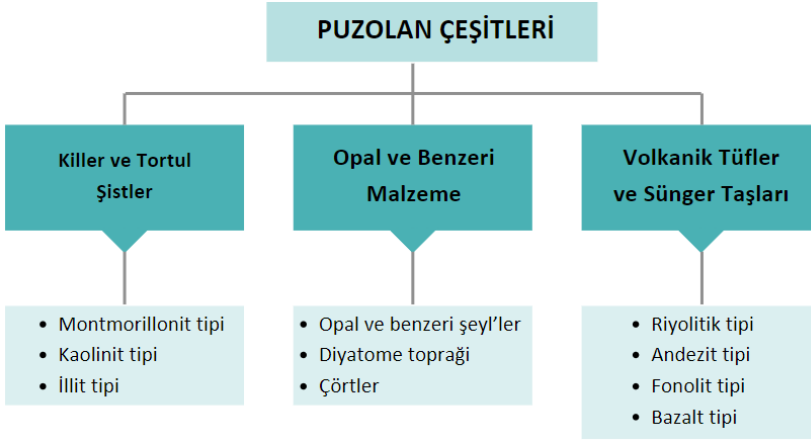 PUZOLAN ÇEŞİTLERİ
Killer ve Tortul
Şistler
• Montmorillonit tipi
• Kaolinit tipi
• İllit tipi
Opal ve Benzeri
Malzeme
• Opal ve benzeri şeyl’ler
• Diyatome toprağı
• Çörtler
Volkanik Tüfler
ve Sünger Taşları
• Riyolitik tipi
• Andezit tipi
• Fonolit tipi
• Bazalt tipi